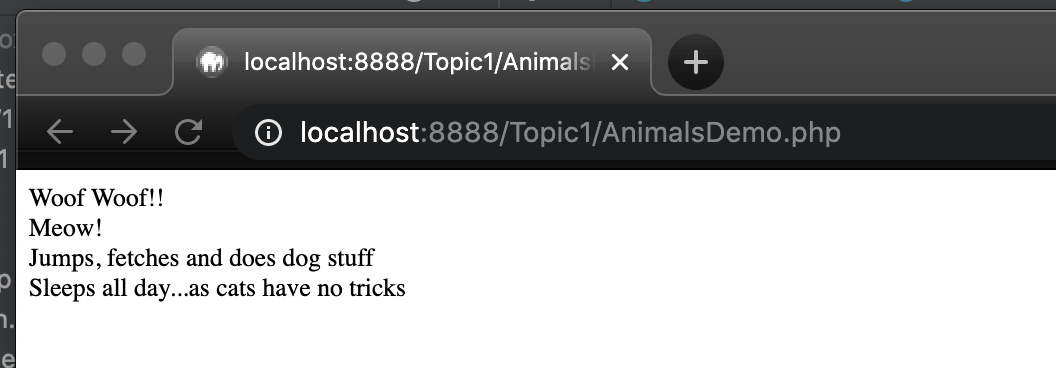 localhost:8888/Topic1/Animals
localhost:8888/Topic1/AnimalsDemo.php
Woof Woof!!
Meow!
Jumps, fetches and does dog stuff
Sleeps all day...as cats have no tricks